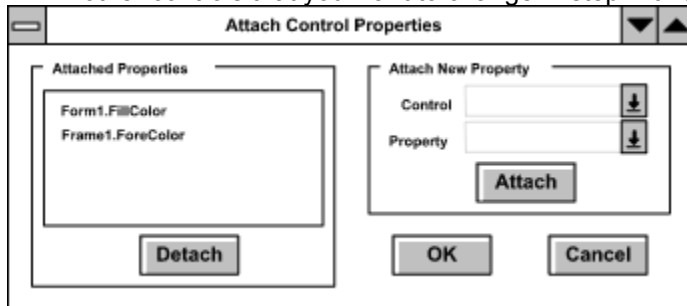 Attach Control Properties
Attached Properties
Form1.FillColor
Frame1.ForeColor
Detach
Attach New Property
Control
Property
Attach
OK
Cancel